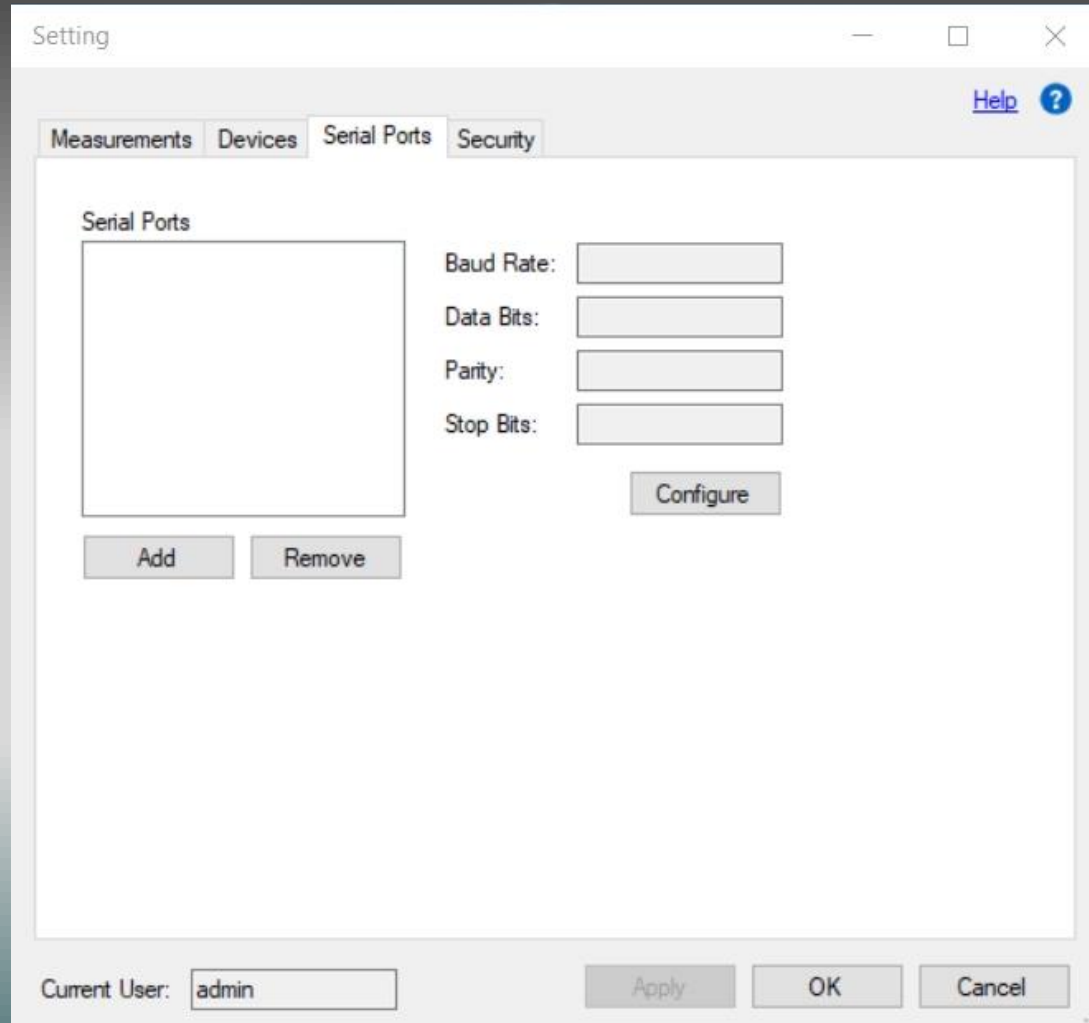 Setting
Help ?
Measurements Devices Serial Ports Security
Serial Ports
Baud Rate:
Data Bits:
Parity:
Stop Bits:
Configure
Add Remove
Current User: admin Apply OK Cancel